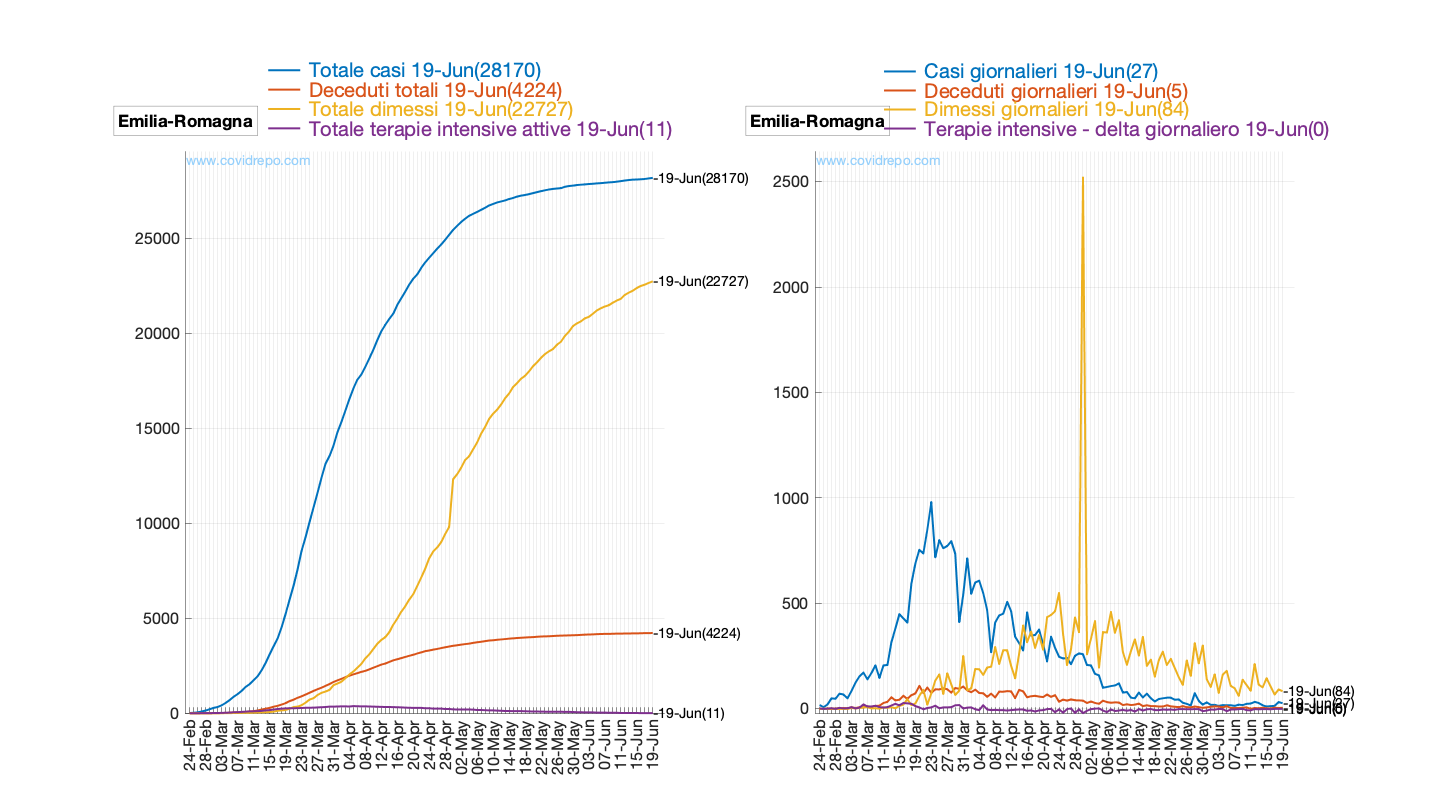 Totale casi 19-Jun(28170)
Deceduti totali 19-Jun(4224)
Totale dimessi 19-Jun(22727)
Totale terapie intensive attive 19-Jun(11)
Emilia-Romagna
www.covidrepo.com
25000
20000
15000
10000
5000
0
-19-Jun(28170)
-19-Jun(22727)
-19-Jun(4224)
-19-Jun(11)
24-Feb
28-Feb
03-Mar
07-Mar
11-Mar
15-Mar
19-Mar
23-Mar
27-Mar
31-Mar
04-Apr
08-Apr
12-Apr
16-Apr
20-Apr
24-Apr
28-Apr
02-May
06-May
10-May
14-May
18-May
22-May
26-May
30-May
03-Jun
07-Jun
11-Jun
15-Jun
19-Jun
Casi giornalieri 19-Jun(27)
Deceduti giornalieri 19-Jun(5)
Dimessi giornalieri 19-Jun(84)
Terapie intensive - delta giornaliero 19-Jun(0)
Emilia-Romagna
www.covidrepo.com
2500
2000
1500
1000
500
0
-19-Jun(84)
24-Feb
28-Feb
03-Mar
07-Mar
11-Mar
15-Mar
19-Mar
23-Mar
27-Mar
31-Mar
04-Apr
08-Apr
12-Apr
16-Apr
20-Apr
24-Apr
28-Apr
02-May
06-May
10-May
14-May
18-May
22-May
26-May
30-May
03-Jun
07-Jun
11-Jun
15-Jun
19-Jun